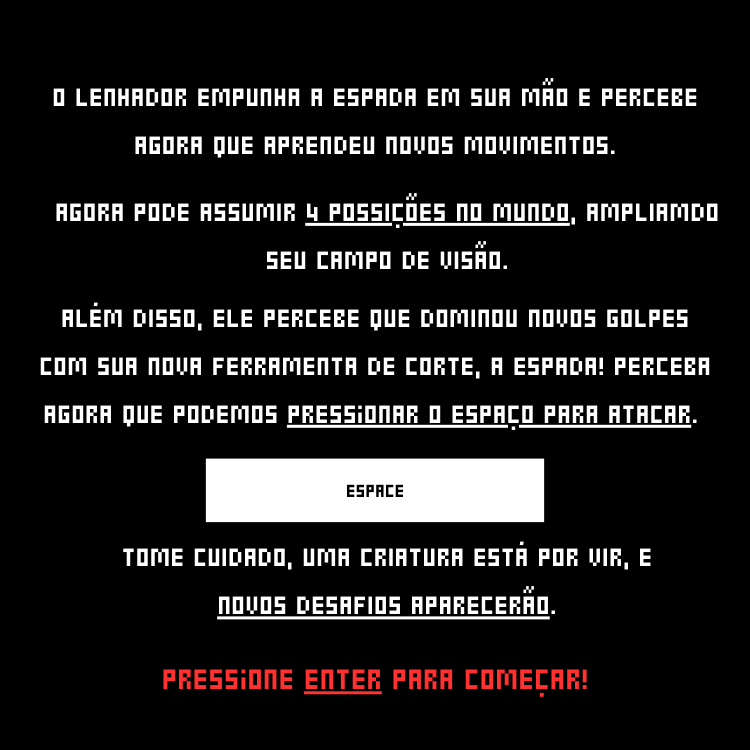 O LENHADOR EMPUNHA A ESPADA EM SUA MÃO E PERCEBE
AGORA QUE APRENDEU NOVOS MOVIMENTOS.
AGORA PODE ASSUMIR 4 POSSIÇÕES NO MUNDO, AMPLIAMDO
SEU CAMPO DE VISÃO.
ALÉM DISSO, ELE PERCEBE QUE DOMINOU NOVOS GOLPES
COM SUA NOVA FERRAMENTA DE CORTE, A ESPADA! PERCEBA
AGORA QUE PODEMOS PRESSIONAR O ESPAÇO PARA ATACAR.
ESPACE
TOME CUIDADO, UMA CRIATURA ESTÁ POR VIR, E
NOVOS DESAFIOS APARECERÃO.
PRESSIONE ENTER PARA COMEÇAR!